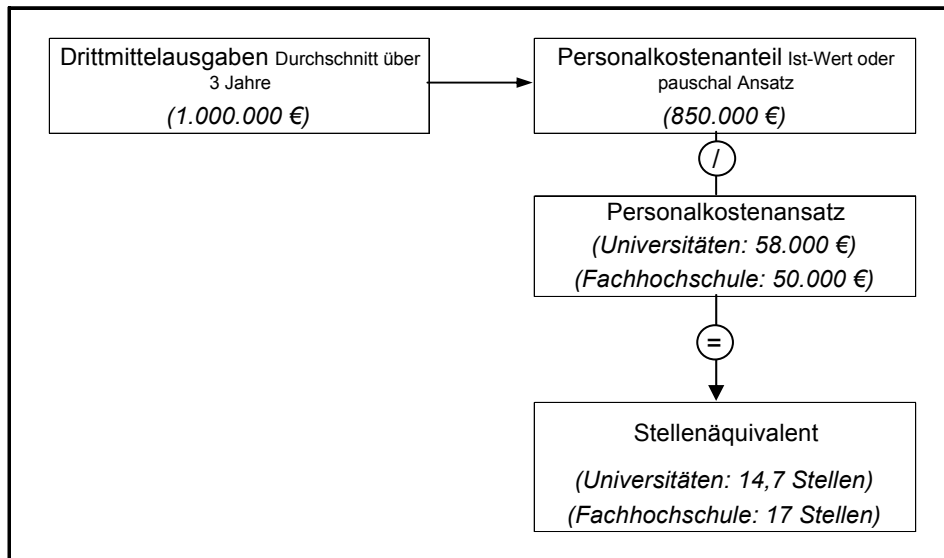 Drittmittelausgaben Durchschnitt über
3 Jahre
(1.000.000 €)
Personalkostenanteil Ist-Wert oder
pauschal Ansatz
(850.000 €)
/
Personalkostenansatz
(Universitäten: 58.000 €)
(Fachhochschule: 50.000 €)
=
Stellenäquivalent
(Universitäten: 14,7 Stellen)
(Fachhochschule: 17 Stellen)